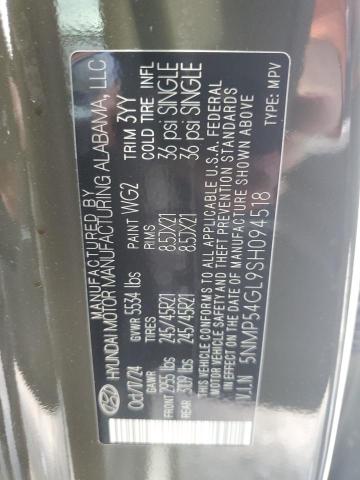 MANUFACTURED BY
HYUNDAI MOTOR MANUFACTURING ALABAMA, LLC
Oct/17/24 GVWR 5534 lbs PAINT WG2 TRIM 3YY
GAWR TIRES RIMS COLD TIRE INFL
FRONT 2955 lbs 245/45R21 8.5JX21 36 psi SINGLE
REAR lbs 245/45R21 8.5JX21 36 psi SINGLE
THIS VEHICLE CONFORMS TO ALL APPLICABLE U.S.A. FEDERAL
MOTOR VEHICLE SAFETY AND THEFT PREVENTION STANDARDS
IN EFFECT ON THE DATE OF MANUFACTURE SHOWN ABOVE.
V.I.N 5NMP54GL9SH094518 TYPE: MPV